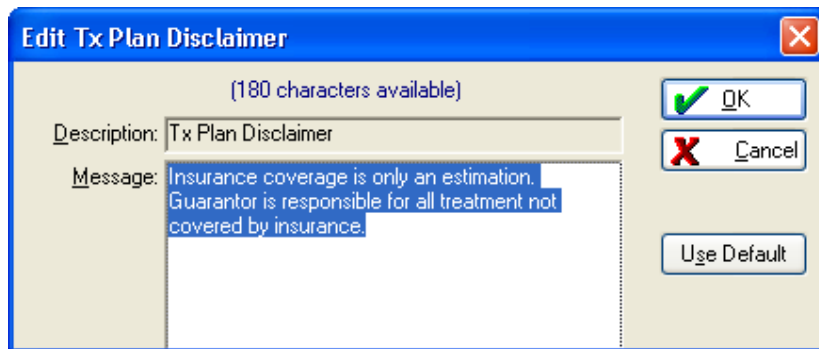 Edit Tx Plan Disclaimer
(180 characters available)
OK
Description: Tx Plan Disclaimer
Cancel
Message: Insurance coverage is only an estimation.
Guarantor is responsible for all treatment not
covered by insurance.
Use Default